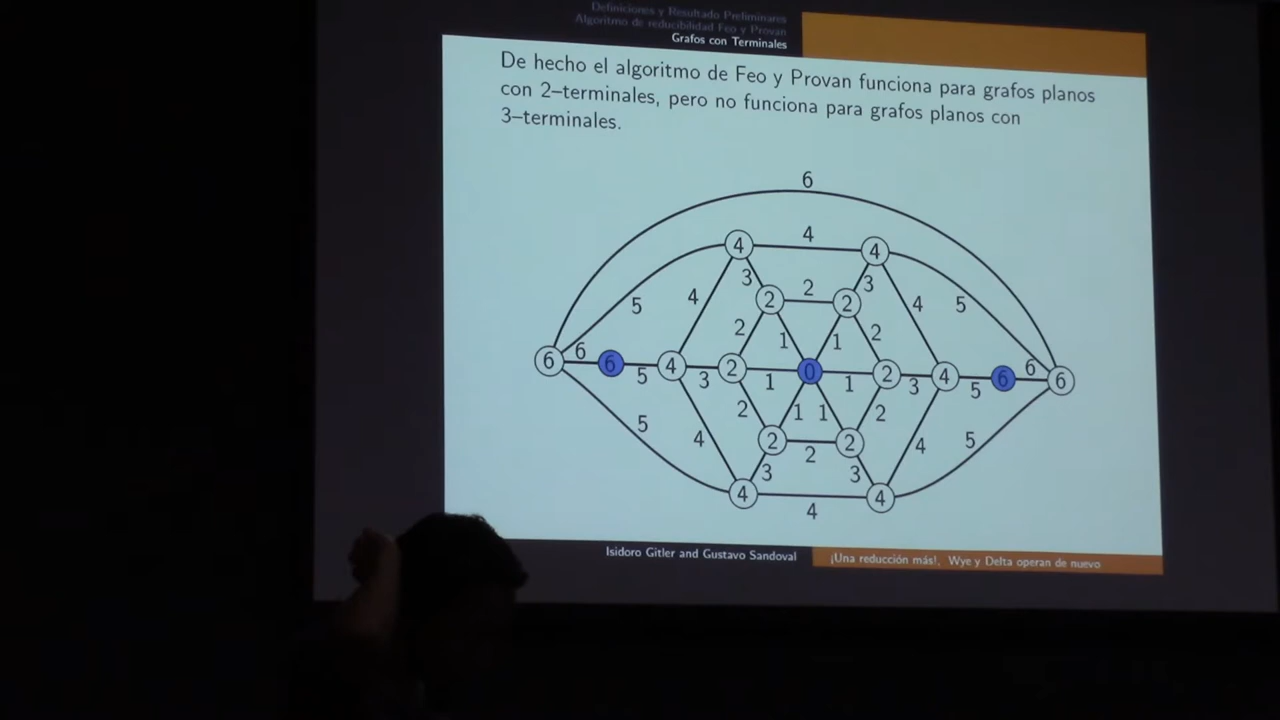 Definiciones y Resultado Preliminares
Algoritmo de reducibilidad Feo y Provan
Grafos con Terminales
De hecho el algoritmo de Feo y Provan funciona para grafos planos
con 2–terminales, pero no funciona para grafos planos con
3–terminales.
6
4
4 4
3 3
5 4 2 4 5
2 2
2 1 1 2
6 6 6 5 4 3 2 1 0 1 2 3 4 5 6 6 6
5 4 2 1 1 2 4 5
2 2
3 2 3
4 4
4
Isidoro Gitler and Gustavo Sandoval
¡Una reducción más!, Wye y Delta operan de nuevo